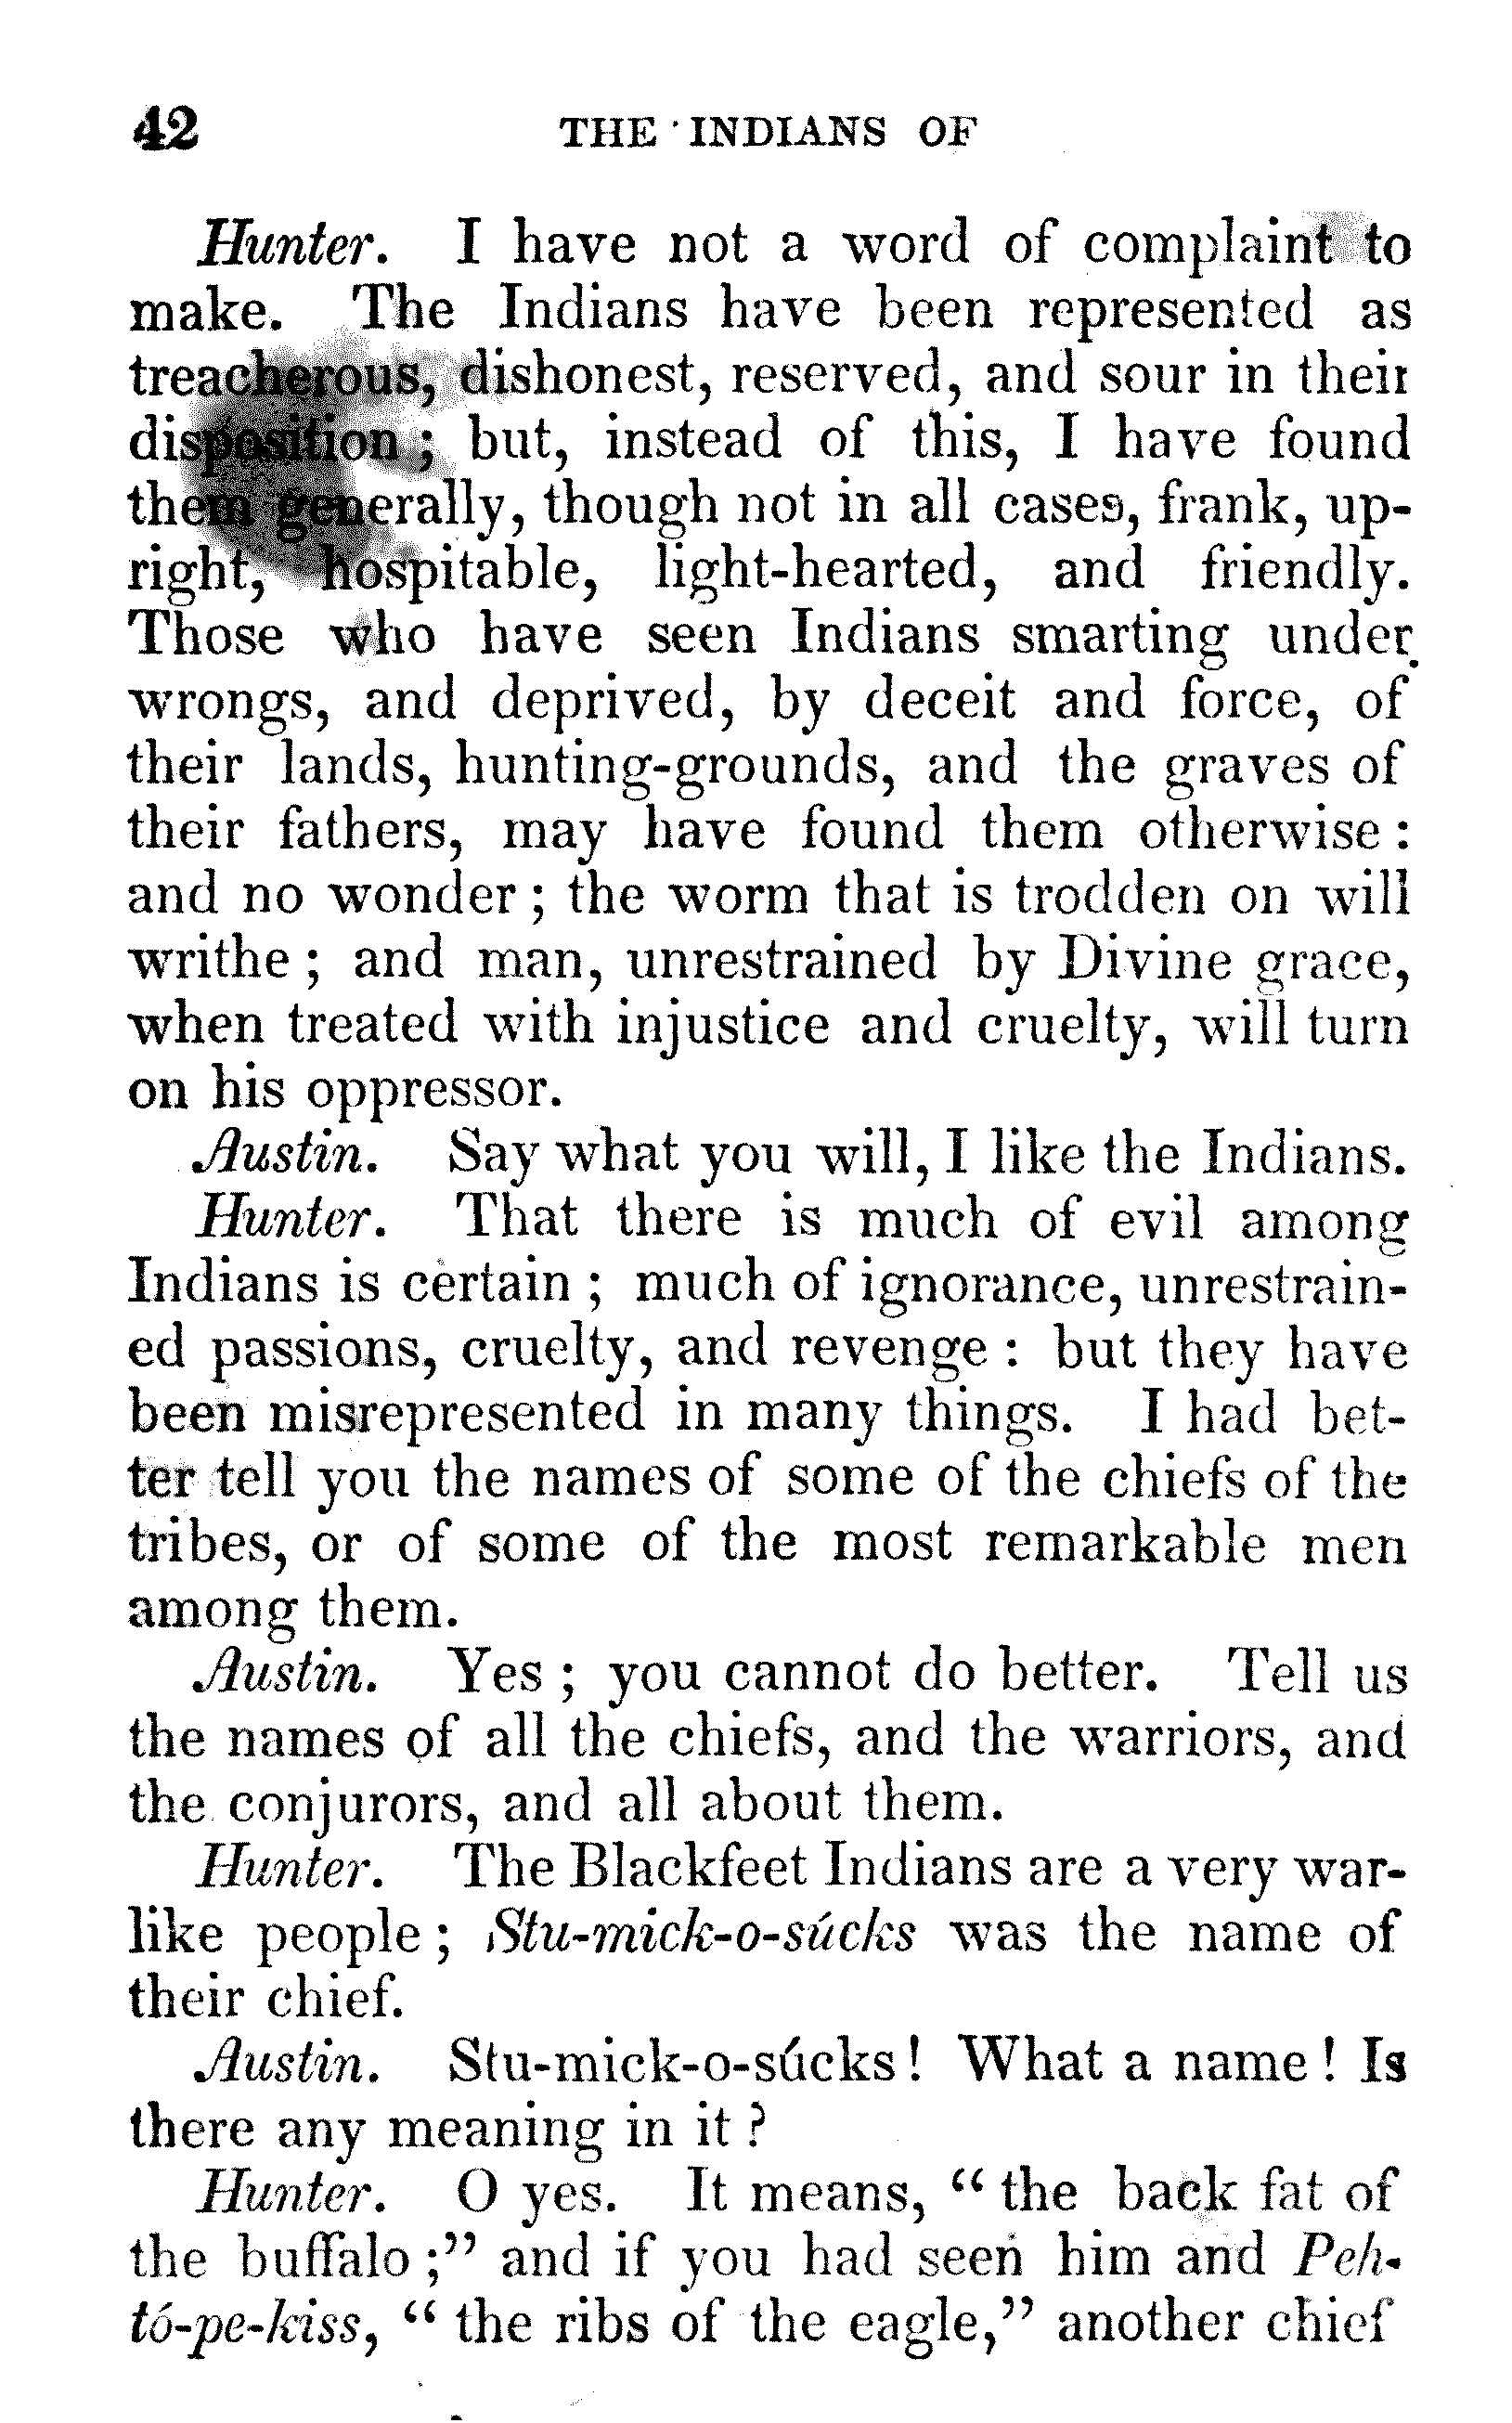 42 THE INDIANS OF
Hunter. I have not a word of complaint to
make. The Indians have been represented as
treacherous, dishonest, reserved, and sour in their
disposition; but, instead of this, I have found
them generally, though not in all cases, frank, up-
right, hospitable, light-hearted, and friendly.
Those who have seen Indians smarting under
wrongs, and deprived, by deceit and force, of
their lands, hunting-grounds, and the graves of
their fathers, may have found them otherwise:
and no wonder; the worm that is trodden on will
writhe; and man, unrestrained by Divine grace,
when treated with injustice and cruelty, will turn
on his oppressor.
Austin. Say what you will, I like the Indians.
Hunter. That there is much of evil among
Indians is certain; much of ignorance, unrestrain-
ed passions, cruelty, and revenge: but they have
been misrepresented in many things. I had bet-
ter tell you the names of some of the chiefs of the
tribes, or of some of the most remarkable men
among them.
Austin. Yes; you cannot do better. Tell us
the names of all the chiefs, and the warriors, and
the conjurors, and all about them.
Hunter. The Blackfeet Indians are a very war-
like people; Stu-mick-o-súcks was the name of
their chief.
Austin. Stu-mick-o-súcks! What a name! Is
there any meaning in it?
Hunter. O yes. It means, "the back fat of
the buffalo;" and if you had seen him and Peh-
tó-pe-kiss, "the ribs of the eagle," another chief